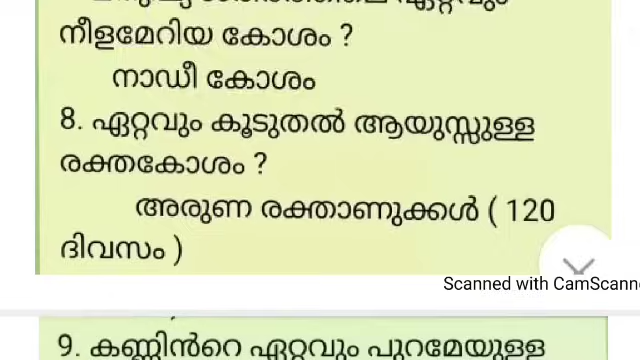 നീളമേറിയ കോശം ?
നാഡീ കോശം
8. ഏറ്റവും കൂടുതൽ ആയുസ്സുള്ള
രക്തകോശം ?
അരുണ രക്താണുക്കൾ ( 120
ദിവസം )
Scanned with CamScann
9. കണ്ണിൻറെ ഏറ്റവും പുറമേയുള്ള